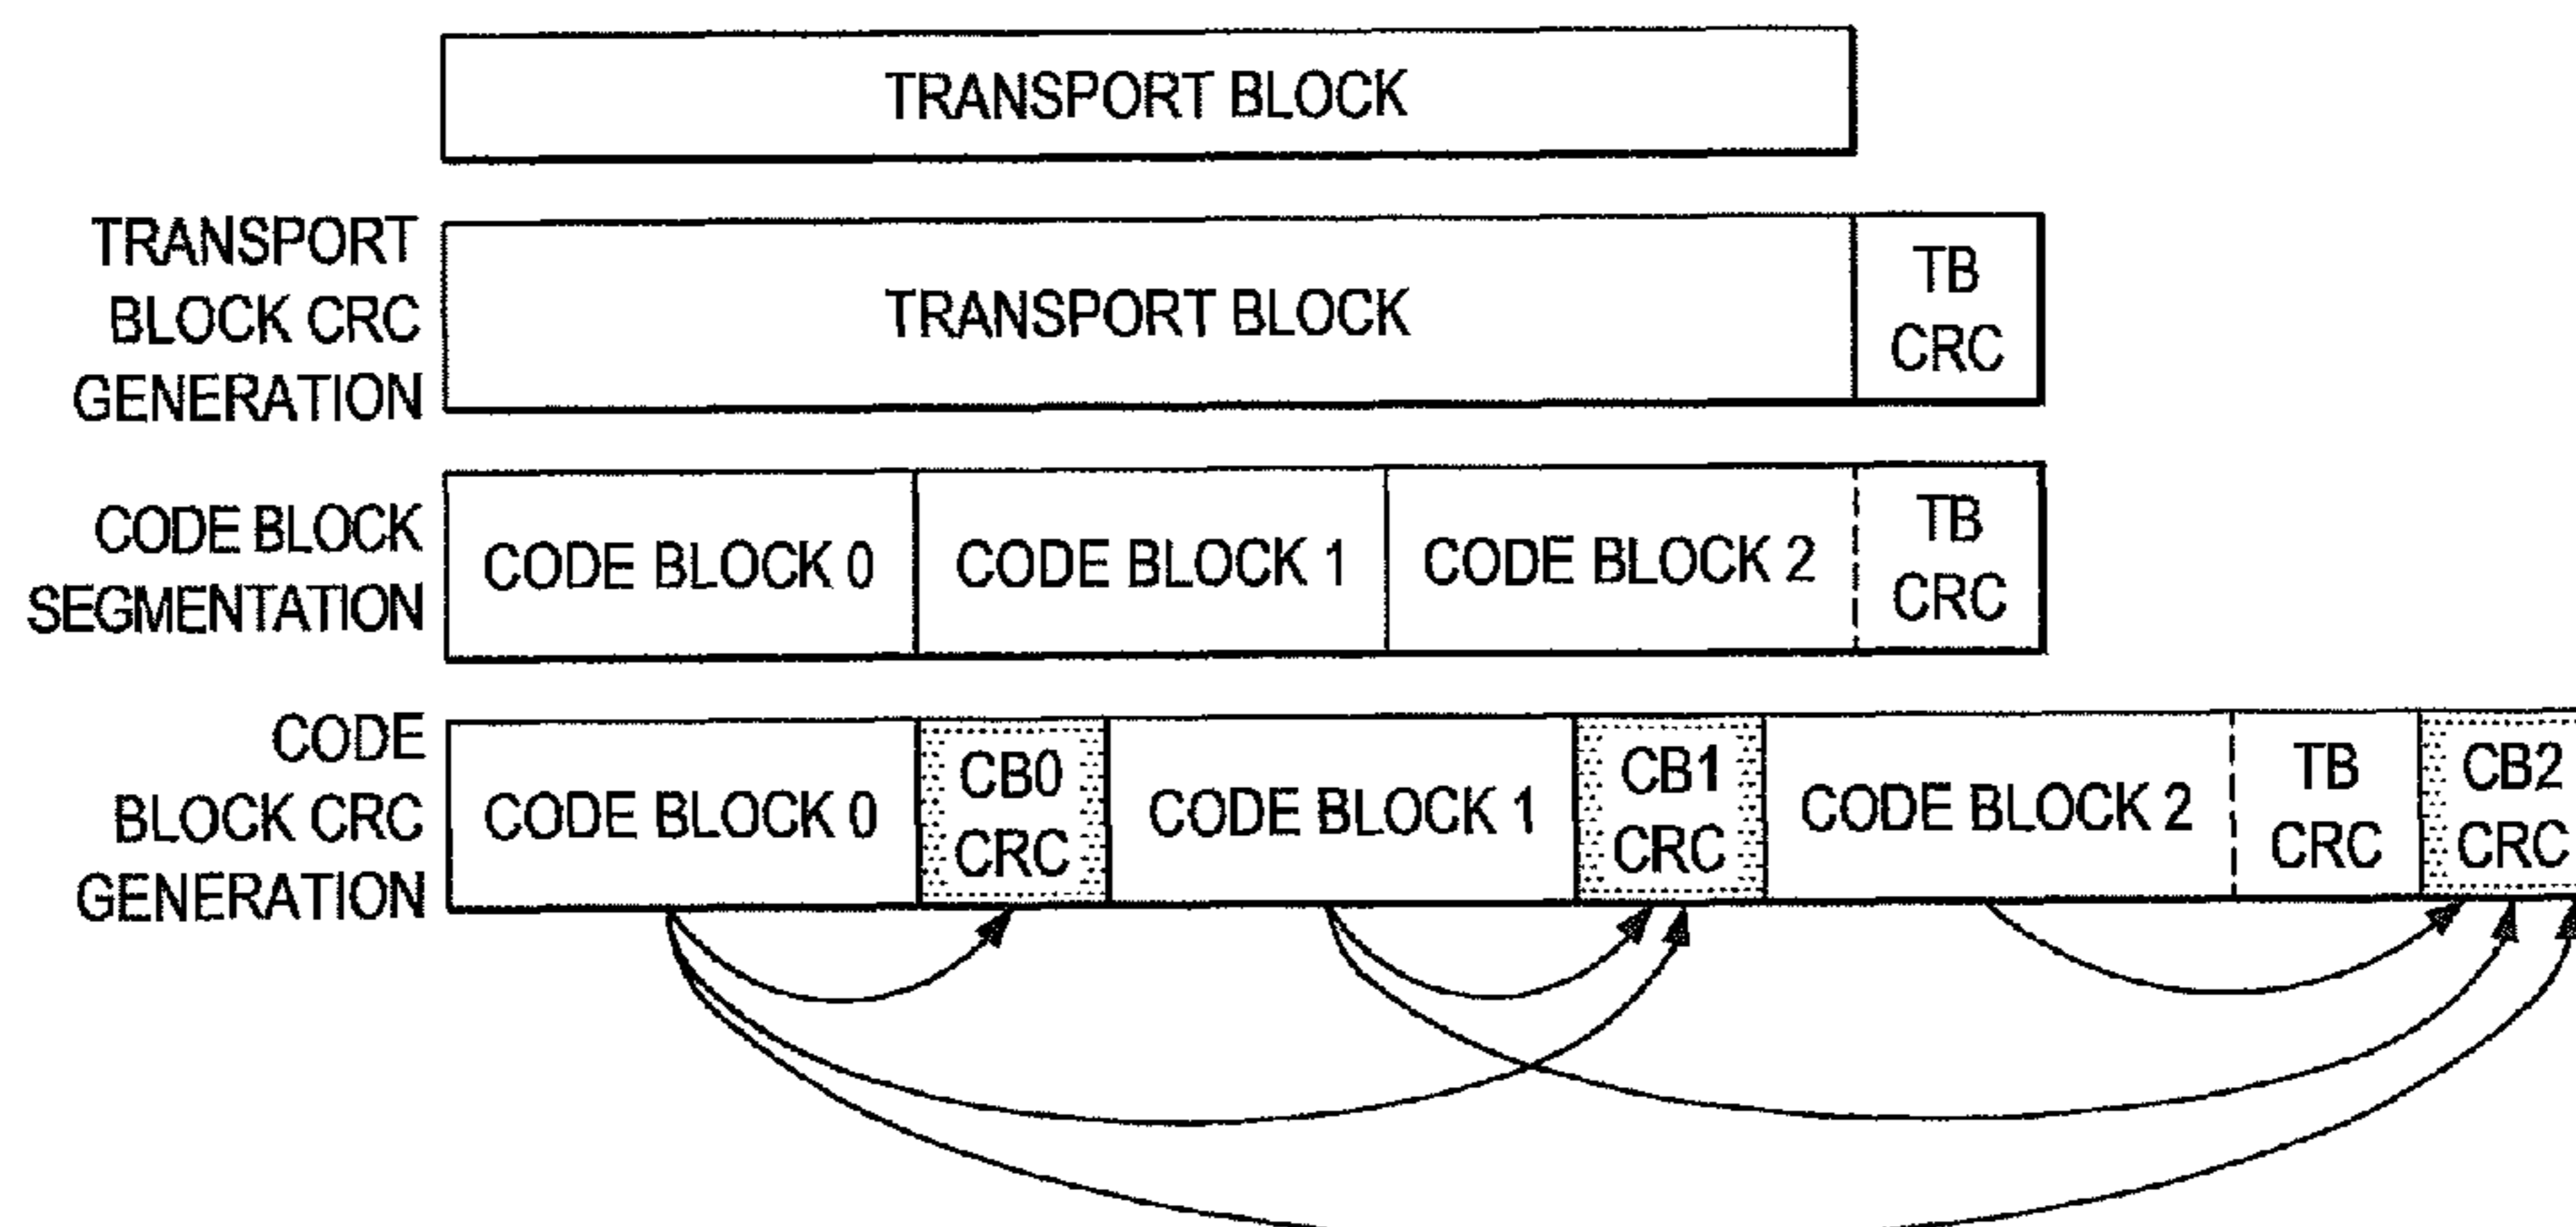 TRANSPORT BLOCK
TRANSPORT
BLOCK CRC
GENERATION
TRANSPORT BLOCK
TB
CRC
CODE BLOCK
SEGMENTATION
CODE BLOCK 0
CODE BLOCK 1
CODE BLOCK 2
TB
CRC
CODE
BLOCK CRC
GENERATION
CODE BLOCK 0
CB0
CRC
CODE BLOCK 1
CB1
CRC
CODE BLOCK 2
TB
CRC
CB2
CRC